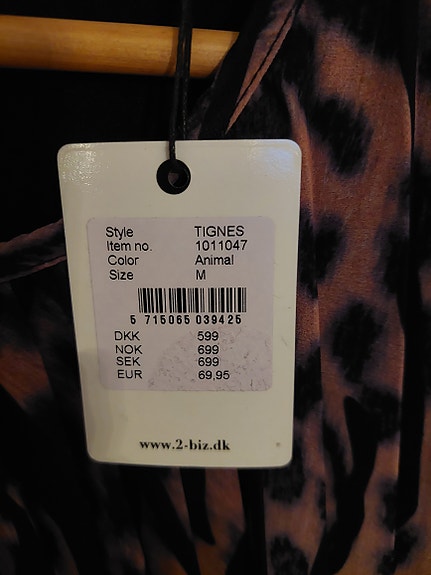 Style TIGNES
Item no. 1011047
Color Animal
Size M
5 715065 039425
DKK 599
NOK 699
SEK 699
EUR 69,95
www.2-biz.dk